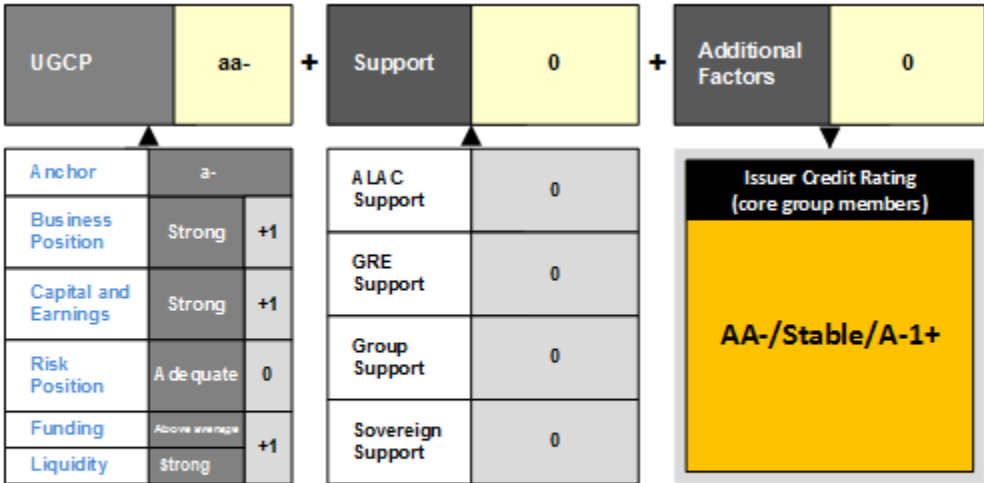 UGCP
aa-
+
Support
0
+
Additional
Factors
0
Anchor
a-
Business
Position
Strong
+1
Capital and
Earnings
Strong
+1
Risk
Position
Adequate
0
Funding
Above average
+1
Liquidity
Strong
ALAC
Support
0
GRE
Support
0
Group
Support
0
Sovereign
Support
0
Issuer Credit Rating
(core group members)
AA-/Stable/A-1+